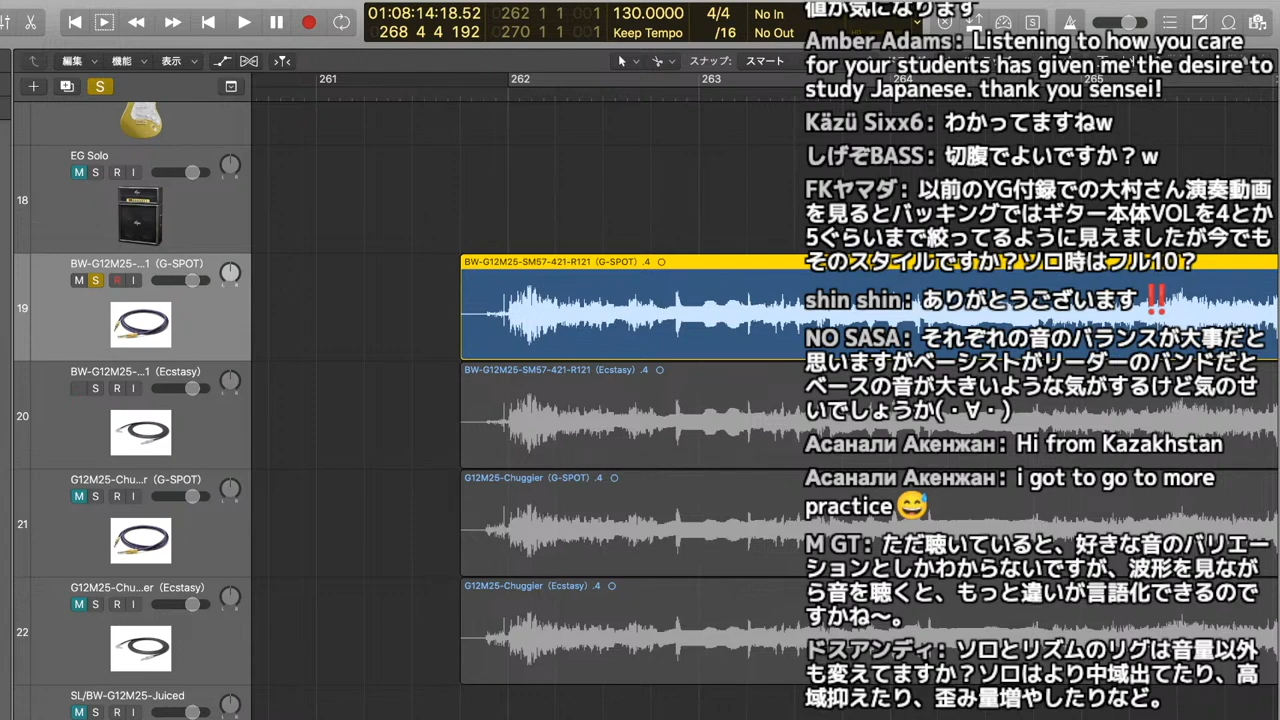 01:08:14:18.52
268 4 4 192
0262 1 1 001
0270 1 1 001
130.0000
Keep Tempo
4/4
/16
No In
No Out
値が気になります
Amber Adams: Listening to how you care
for your students has given me the desire to
study Japanese. thank you sensei!
Käzü Sixx6: わかってますねw
しげぞBASS: 切腹でよいですか？w
FKヤマダ: 以前のYG付録での大村さん演奏動画
を見るとバッキングではギター本体VOLを4とか
5ぐらいまで絞ってるように見えましたが今でも
そのスタイルですか？ソロ時はフル10？
shin shin: ありがとうございます‼️
NO SASA: それぞれの音のバランスが大事だと
思いますがベーシストがリーダーのバンドだと
ベースの音が大きいような気がするけど気のせ
いでしょうか(・∀・)
Асанали Акенжан: Hi from Kazakhstan
Асанали Акенжан: i got to go to more
practice😅
M GT: ただ聴いていると、好きな音のバリエー
ションとしかわからないですが、波形を見なが
ら音を聴くと、もっと違いが言語化できるので
すかね〜。
ドスアンディ: ソロとリズムのリグは音量以外
も変えてますか？ソロはより中域出てたり、高
域抑えたり、歪み量増やしたりなど。
編集 機能 表示
スナップ: スマート
S
261 262 263 264 265
EG Solo
M S R I
18
BW-G12M25-...1 (G-SPOT)
M S R I
19
BW-G12M25-SM57-421-R121 (G-SPOT) .4
BW-G12M25-...1 (Ecstasy)
S R I
20
BW-G12M25-SM57-421-R121 (Ecstasy) .4
G12M25-Chu...r (G-SPOT)
M S R I
21
G12M25-Chuggier (G-SPOT) .4
G12M25-Chu...er (Ecstasy)
M S R I
22
G12M25-Chuggier (Ecstasy) .4
SL/BW-G12M25-Juiced
M S R I